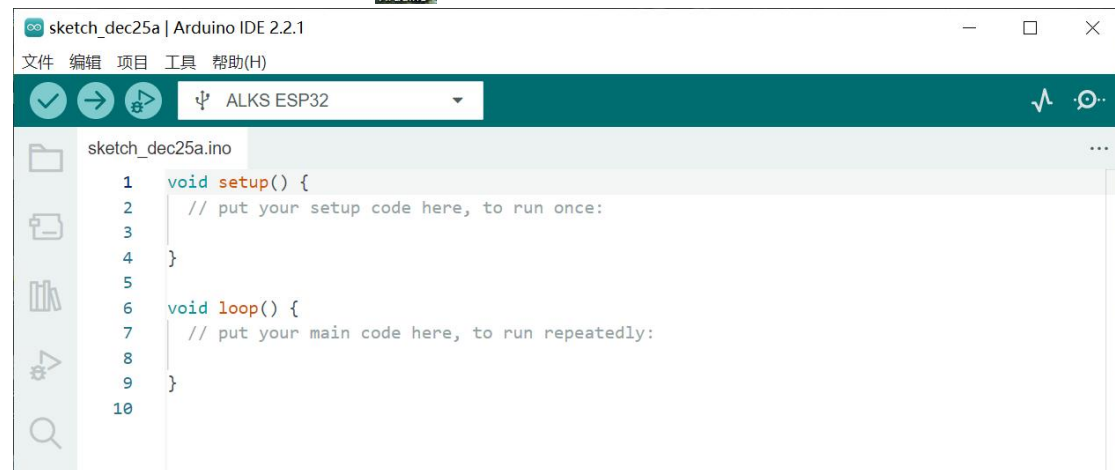 sketch_dec25a | Arduino IDE 2.2.1
文件 编辑 项目 工具 帮助(H)
ALKS ESP32
sketch_dec25a.ino
1 void setup() {
2 // put your setup code here, to run once:
3
4 }
5
6 void loop() {
7 // put your main code here, to run repeatedly:
8
9 }
10